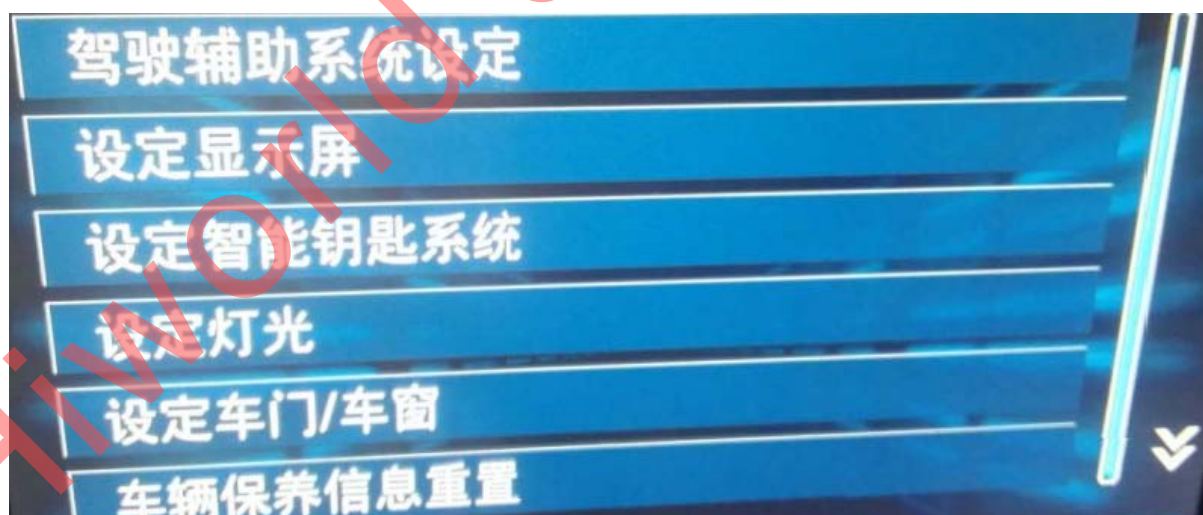 驾驶辅助系统设定
设定显示屏
设定智能钥匙系统
设定灯光
设定车门/车窗
车辆保养信息重置
Hiworld